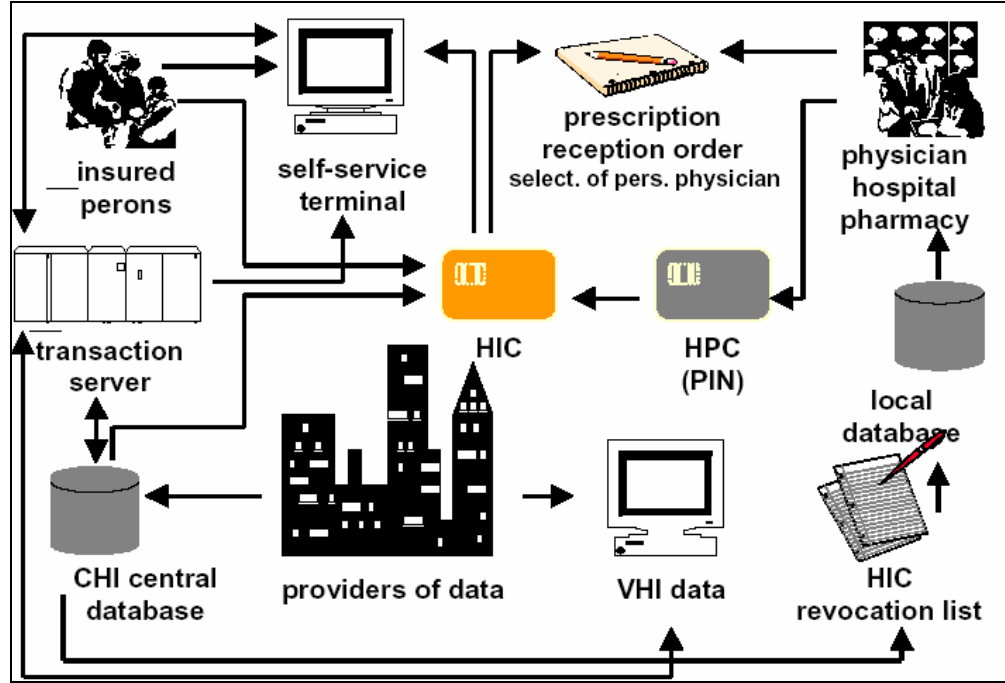 insured
perons
self-service
terminal
prescription
reception order
select. of pers. physician
physician
hospital
pharmacy
transaction
server
HIC
HPC
(PIN)
local
database
CHI central
database
providers of data
VHI data
HIC
revocation list